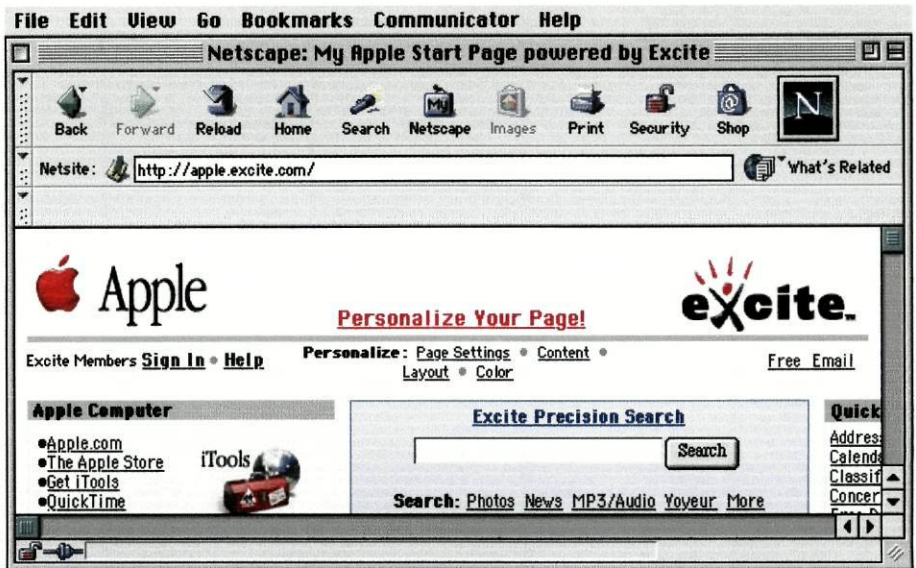 File Edit View Go Bookmarks Communicator Help
Netscape: My Apple Start Page powered by Excite
Back Forward Reload Home Search Netscape Images Print Security Shop
My
N
Netsite: http://apple.excite.com/ What's Related
Apple
Personalize Your Page!
excite
Excite Members Sign In • Help
Personalize: Page Settings • Content •
Layout • Color
Free Email
Apple Computer
•Apple.com
•The Apple Store
•Get iTools
•QuickTime
iTools
Excite Precision Search
Search
Search: Photos News MP3/Audio Voyeur More
Quick
Address
Calenda
Classif
Concer